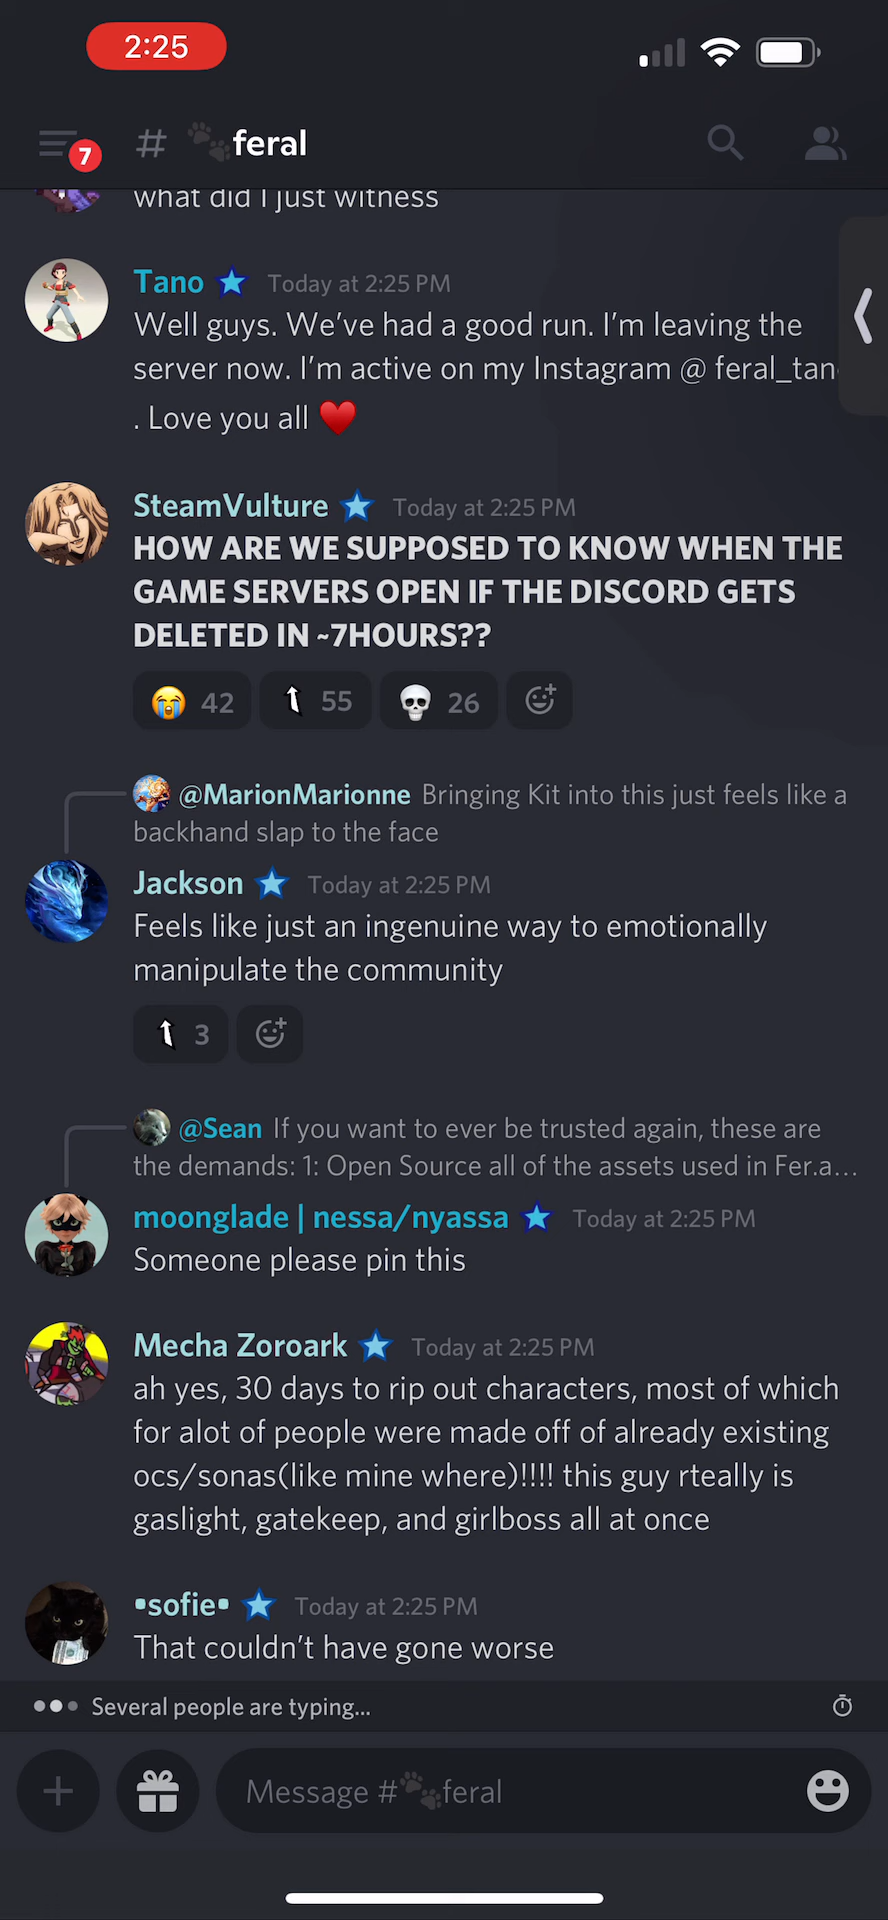 2:25
7
# feral
what did I just witness
Tano Today at 2:25 PM
Well guys. We've had a good run. I'm leaving the
server now. I'm active on my Instagram @ feral_tan
. Love you all
SteamVulture Today at 2:25 PM
HOW ARE WE SUPPOSED TO KNOW WHEN THE
GAME SERVERS OPEN IF THE DISCORD GETS
DELETED IN ~7HOURS??
42 55 26
@MarionMarionne Bringing Kit into this just feels like a
backhand slap to the face
Jackson Today at 2:25 PM
Feels like just an ingenuine way to emotionally
manipulate the community
3
@Sean If you want to ever be trusted again, these are
the demands: 1: Open Source all of the assets used in Fer.a...
moonglade | nessa/nyassa Today at 2:25 PM
Someone please pin this
Mecha Zoroark Today at 2:25 PM
ah yes, 30 days to rip out characters, most of which
for alot of people were made off of already existing
ocs/sonas(like mine where)!!!! this guy rteally is
gaslight, gatekeep, and girlboss all at once
•sofie• Today at 2:25 PM
That couldn't have gone worse
Several people are typing...
Message # feral